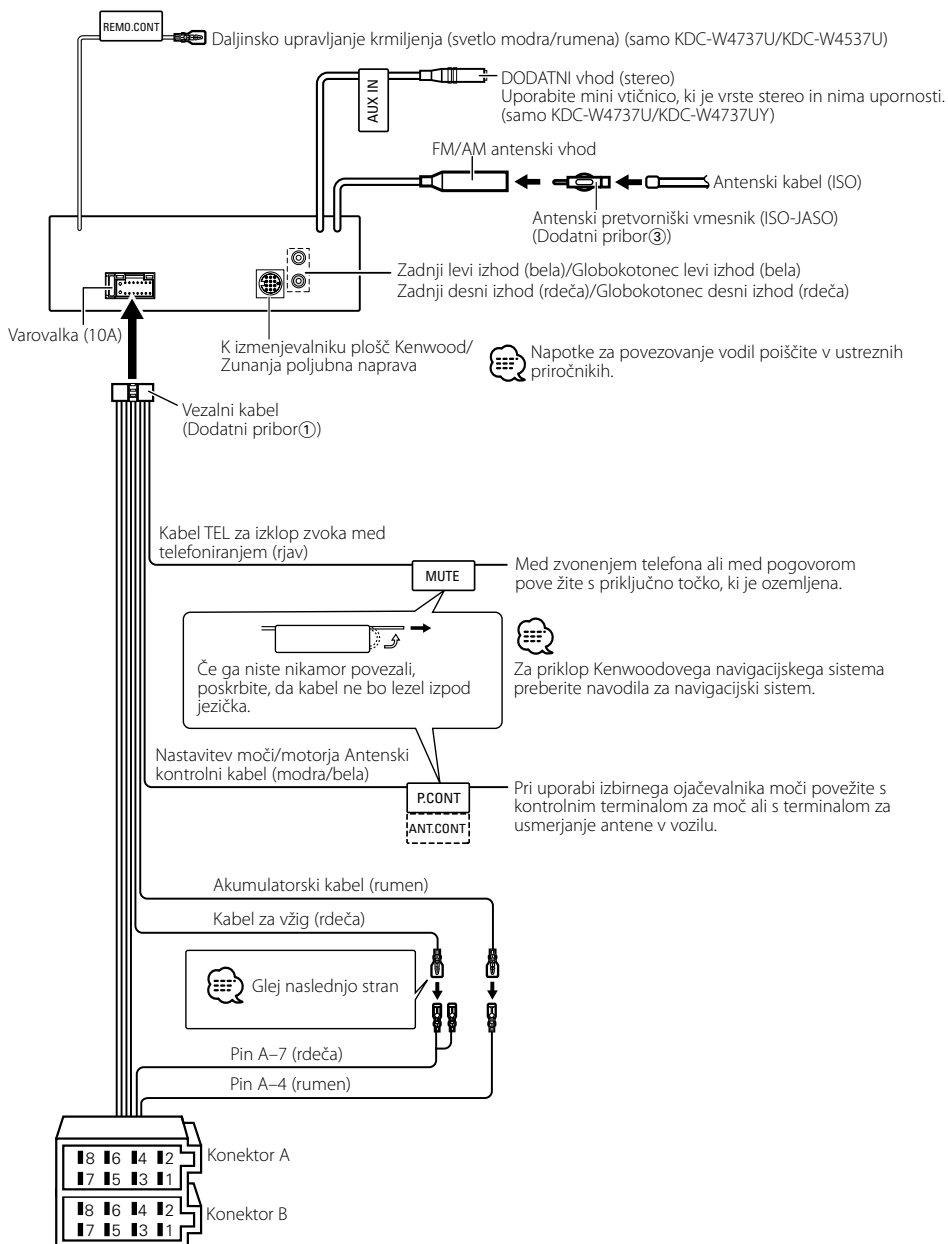 REMO.CONT
Daljinsko upravljanje krmiljenja (svetlo modra/rumena) (samo KDC-W4737U/KDC-W4537U)
AUX IN
DODATNI vhod (stereo)
Uporabite mini vtičnico, ki je vrste stereo in nima upornosti.
(samo KDC-W4737U/KDC-W4737UY)
FM/AM antenski vhod
Antenski kabel (ISO)
Antenski pretvorniški vmesnik (ISO-JASO)
(Dodatni pribor③)
Zadnji levi izhod (bela)/Globokotonec levi izhod (bela)
Zadnji desni izhod (rdeča)/Globokotonec desni izhod (rdeča)
Varovalka (10A)
K izmenjevalniku plošč Kenwood/
Zunanja poljubna naprava
Napotke za povezovanje vodil poiščite v ustreznih
priročnikih.
Vezalni kabel
(Dodatni pribor①)
Kabel TEL za izklop zvoka med
telefoniranjem (rjav)
MUTE
Med zvonenjem telefona ali med pogovorom
pove žite s priključno točko, ki je ozemljena.
Če ga niste nikamor povezali,
poskrbite, da kabel ne bo lezel izpod
jezička.
Za priklop Kenwoodovega navigacijskega sistema
preberite navodila za navigacijski sistem.
Nastavitev moči/motorja Antenski
kontrolni kabel (modra/bela)
P.CONT
ANT.CONT
Pri uporabi izbirnega ojačevalnika moči povežite s
kontrolnim terminalom za moč ali s terminalom za
usmerjanje antene v vozilu.
Akumulatorski kabel (rumen)
Kabel za vžig (rdeča)
Glej naslednjo stran
Pin A–7 (rdeča)
Pin A–4 (rumen)
8 6 4 2
7 5 3 1
Konektor A
8 6 4 2
7 5 3 1
Konektor B